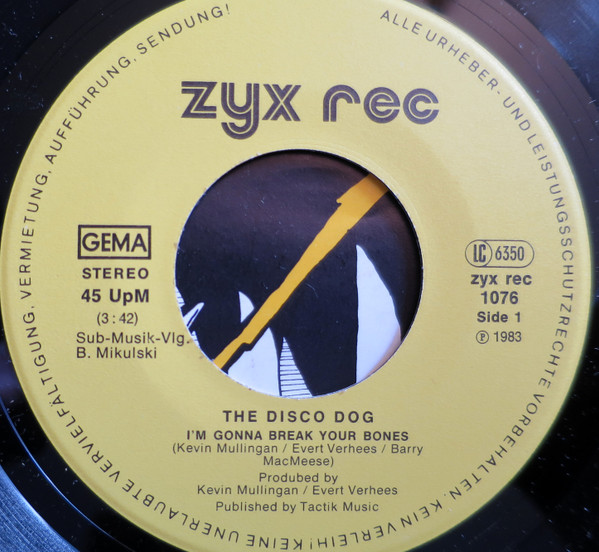 ALLE URHEBER- UND LEISTUNGSSCHUTZRECHTE VORBEHALTEN. KEIN VERLEIH! KEINE UNERLAUBTE VERVIELFÄLTIGUNG, VERMIETUNG, AUFFÜHRUNG, SENDUNG!
zyx rec
GEMA
STEREO
45 UpM
(3:42)
Sub-Musik-Vlg.
B. Mikulski
LC 6350
zyx rec
1076
Side 1
Ⓟ 1983
THE DISCO DOG
I'M GONNA BREAK YOUR BONES
(Kevin Mullingan / Evert Verhees / Barry
MacMeese)
Produbed by
Kevin Mullingan / Evert Verhees
Published by Tactik Music